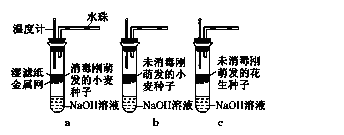 水珠
温度计
湿滤纸
金属网
消毒刚
萌发的
小麦
种子
NaOH溶液
a
未消毒刚
萌发的小
麦种子
NaOH溶液
b
未消毒刚
萌发的花
生种子
NaOH溶液
c